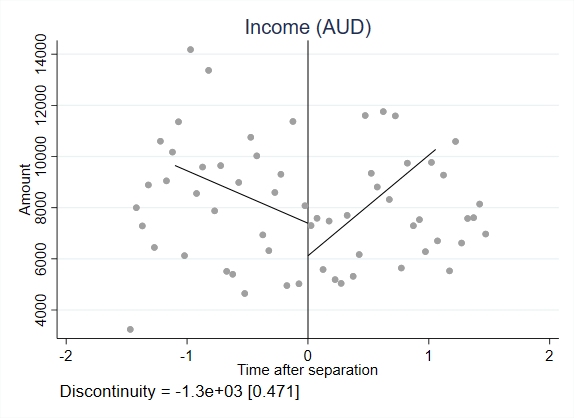 Income (AUD)
14000
12000
10000
8000
6000
4000
Amount
-2
-1
0
1
2
Time after separation
Discontinuity = -1.3e+03 [0.471]